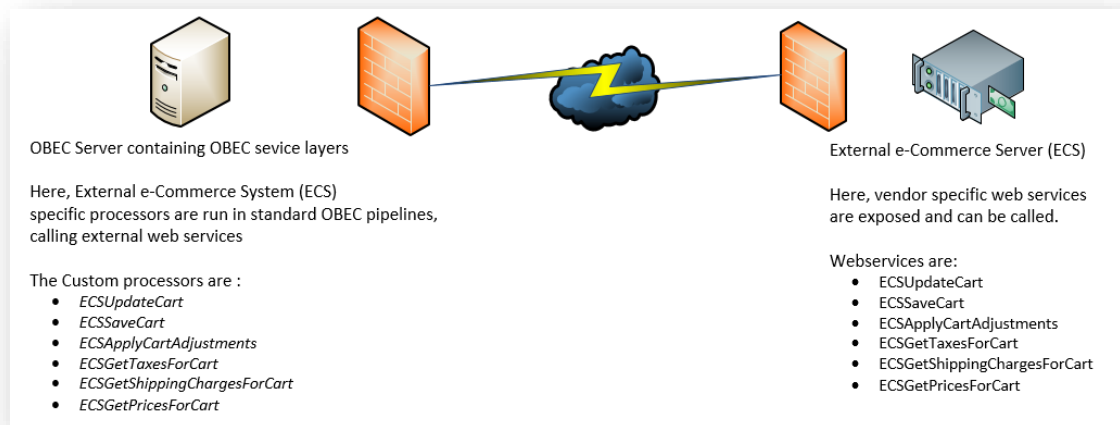 OBEC Server containing OBEC sevice layers
Here, External e-Commerce System (ECS)
specific processors are run in standard OBEC pipelines,
calling external web services
The Custom processors are :
• ECSUpdateCart
• ECSSaveCart
• ECSApplyCartAdjustments
• ECSGetTaxesForCart
• ECSGetShippingChargesForCart
• ECSGetPricesForCart
External e-Commerce Server (ECS)
Here, vendor specific web services
are exposed and can be called.
Webservices are:
• ECSUpdateCart
• ECSSaveCart
• ECSApplyCartAdjustments
• ECSGetTaxesForCart
• ECSGetShippingChargesForCart
• ECSGetPricesForCart